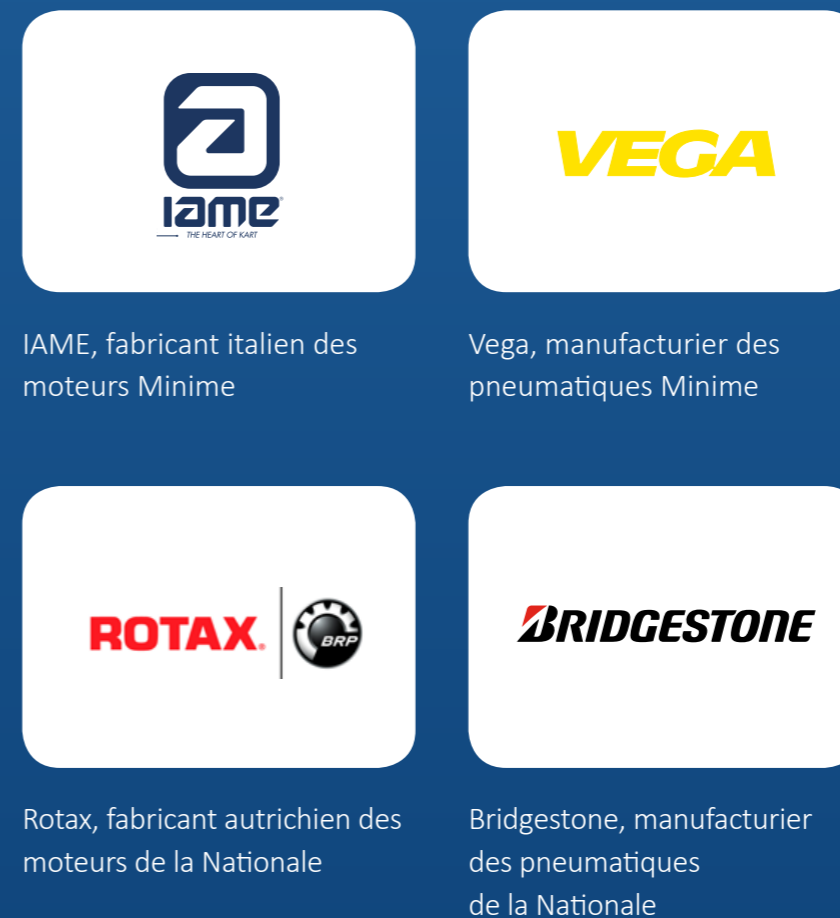 a
IAME
THE HEART OF KART
VEGA
IAME, fabricant italien des
moteurs Minime
Vega, manufacturier des
pneumatiques Minime
ROTAX.
BRP
BRIDGESTONE
Rotax, fabricant autrichien des
moteurs de la Nationale
Bridgestone, manufacturier
des pneumatiques
de la Nationale